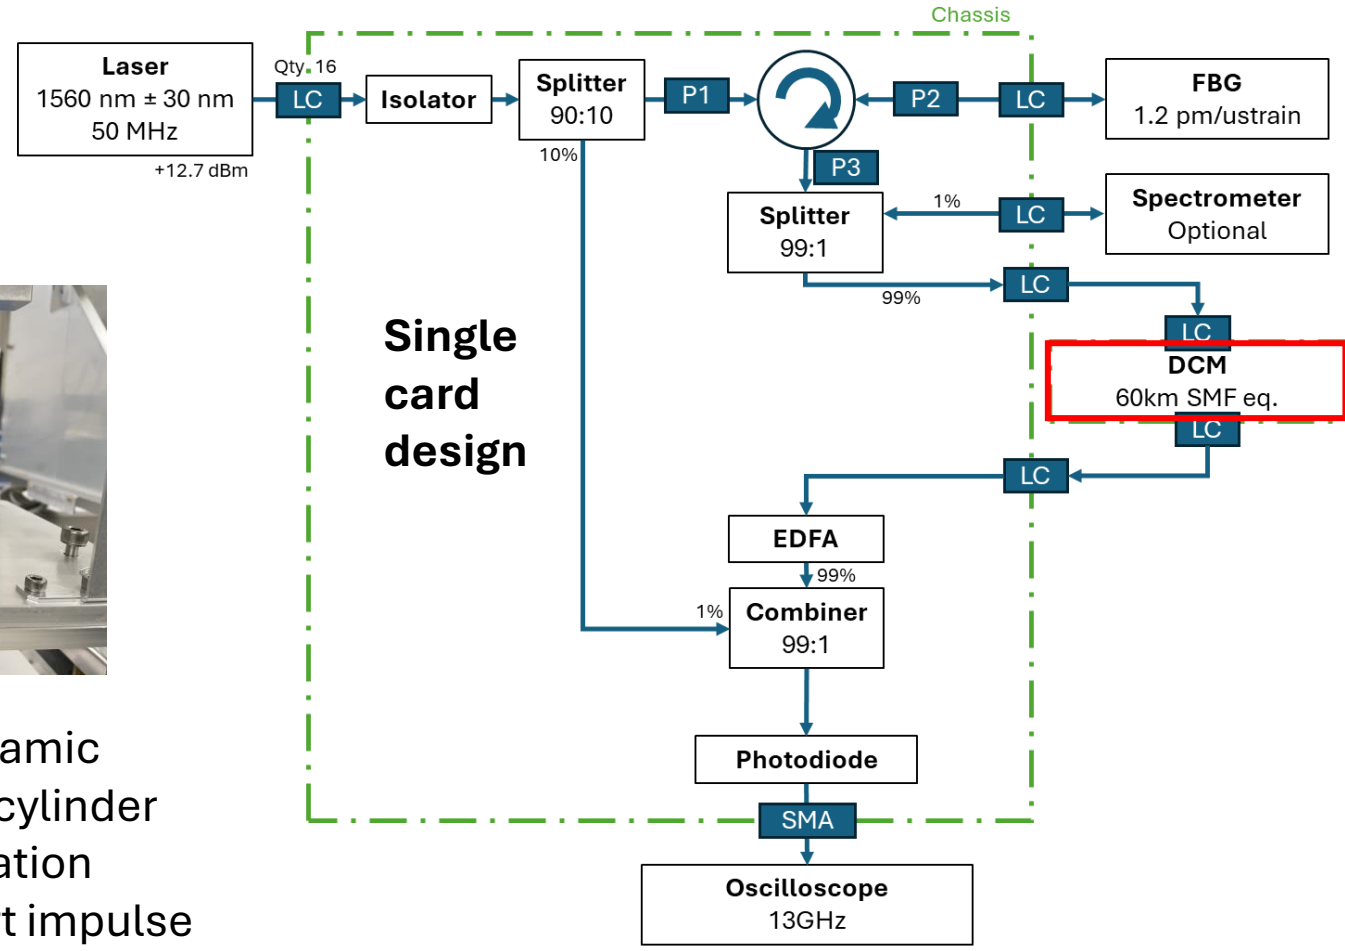 Chassis
Laser
1560 nm ± 30 nm
50 MHz
+12.7 dBm
Qty. 16
LC
Isolator
Splitter
90:10
10%
P1
P2
LC
FBG
1.2 pm/ustrain
P3
Splitter
99:1
1%
LC
Spectrometer
Optional
99%
LC
LC
DCM
60km SMF eq.
LC
LC
Single
card
design
EDFA
99%
1%
Combiner
99:1
Photodiode
SMA
Oscilloscope
13GHz
amic
cylinder
ation
t impulse